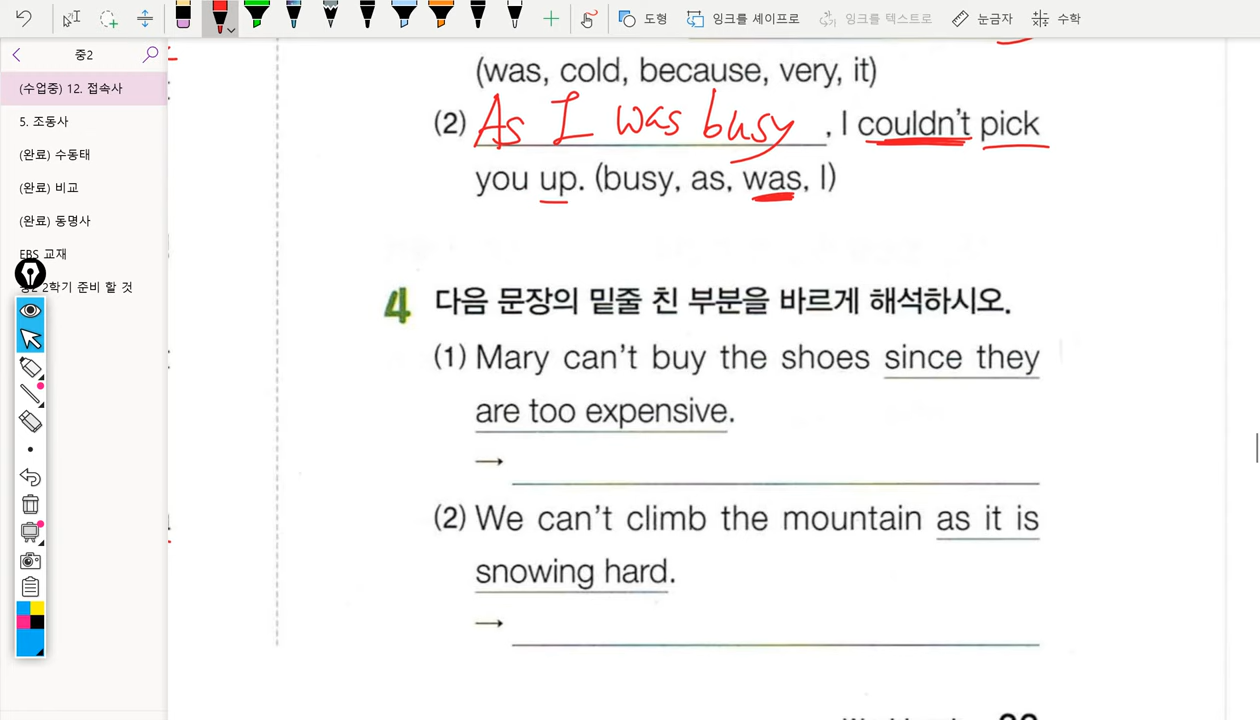 도형
잉크를 셰이프로
잉크를 텍스트로
눈금자
수학
중2
(수업중) 12. 접속사
5. 조동사
(완료) 수동태
(완료) 비교
(완료) 동명사
EBS 교재
2학기 준비 할 것
(was, cold, because, very, it)
(2) As I was busy, I couldn't pick
you up. (busy, as, was, I)
4 다음 문장의 밑줄 친 부분을 바르게 해석하시오.
(1) Mary can't buy the shoes since they
are too expensive.
→
(2) We can't climb the mountain as it is
snowing hard.
→